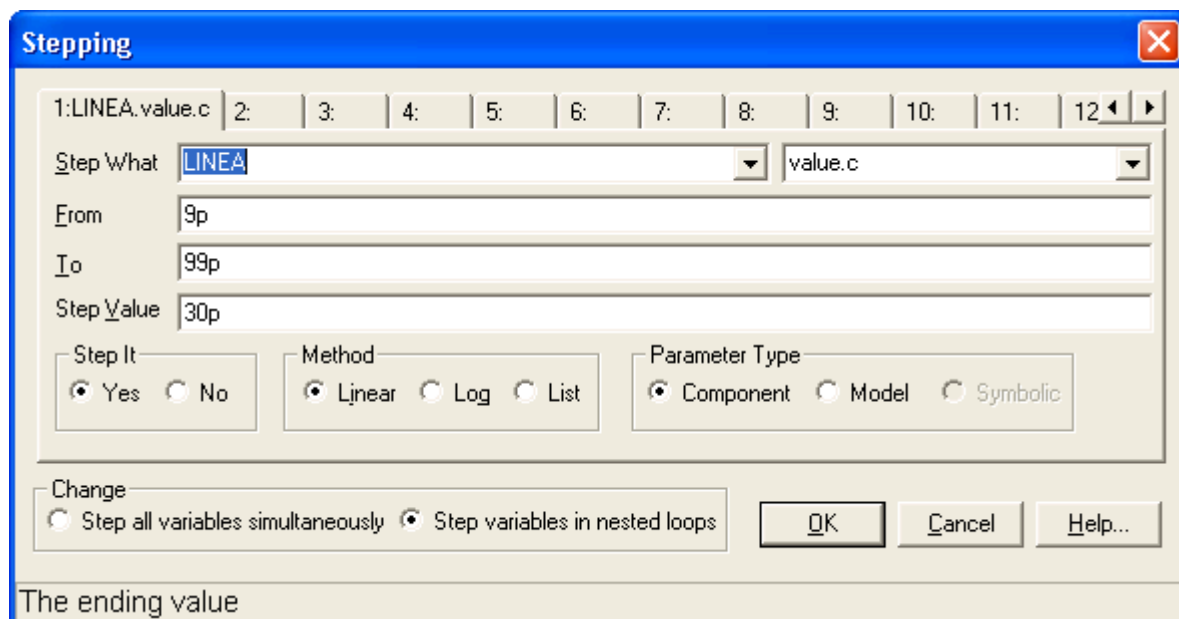 Stepping
1:LINEA.value.c 2: 3: 4: 5: 6: 7: 8: 9: 10: 11: 12
Step What LINEA value.c
From 9p
To 99p
Step Value 30p
Step It Method Parameter Type
Yes No Linear Log List Component Model Symbolic
Change
Step all variables simultaneously Step variables in nested loops OK Cancel Help...
The ending value